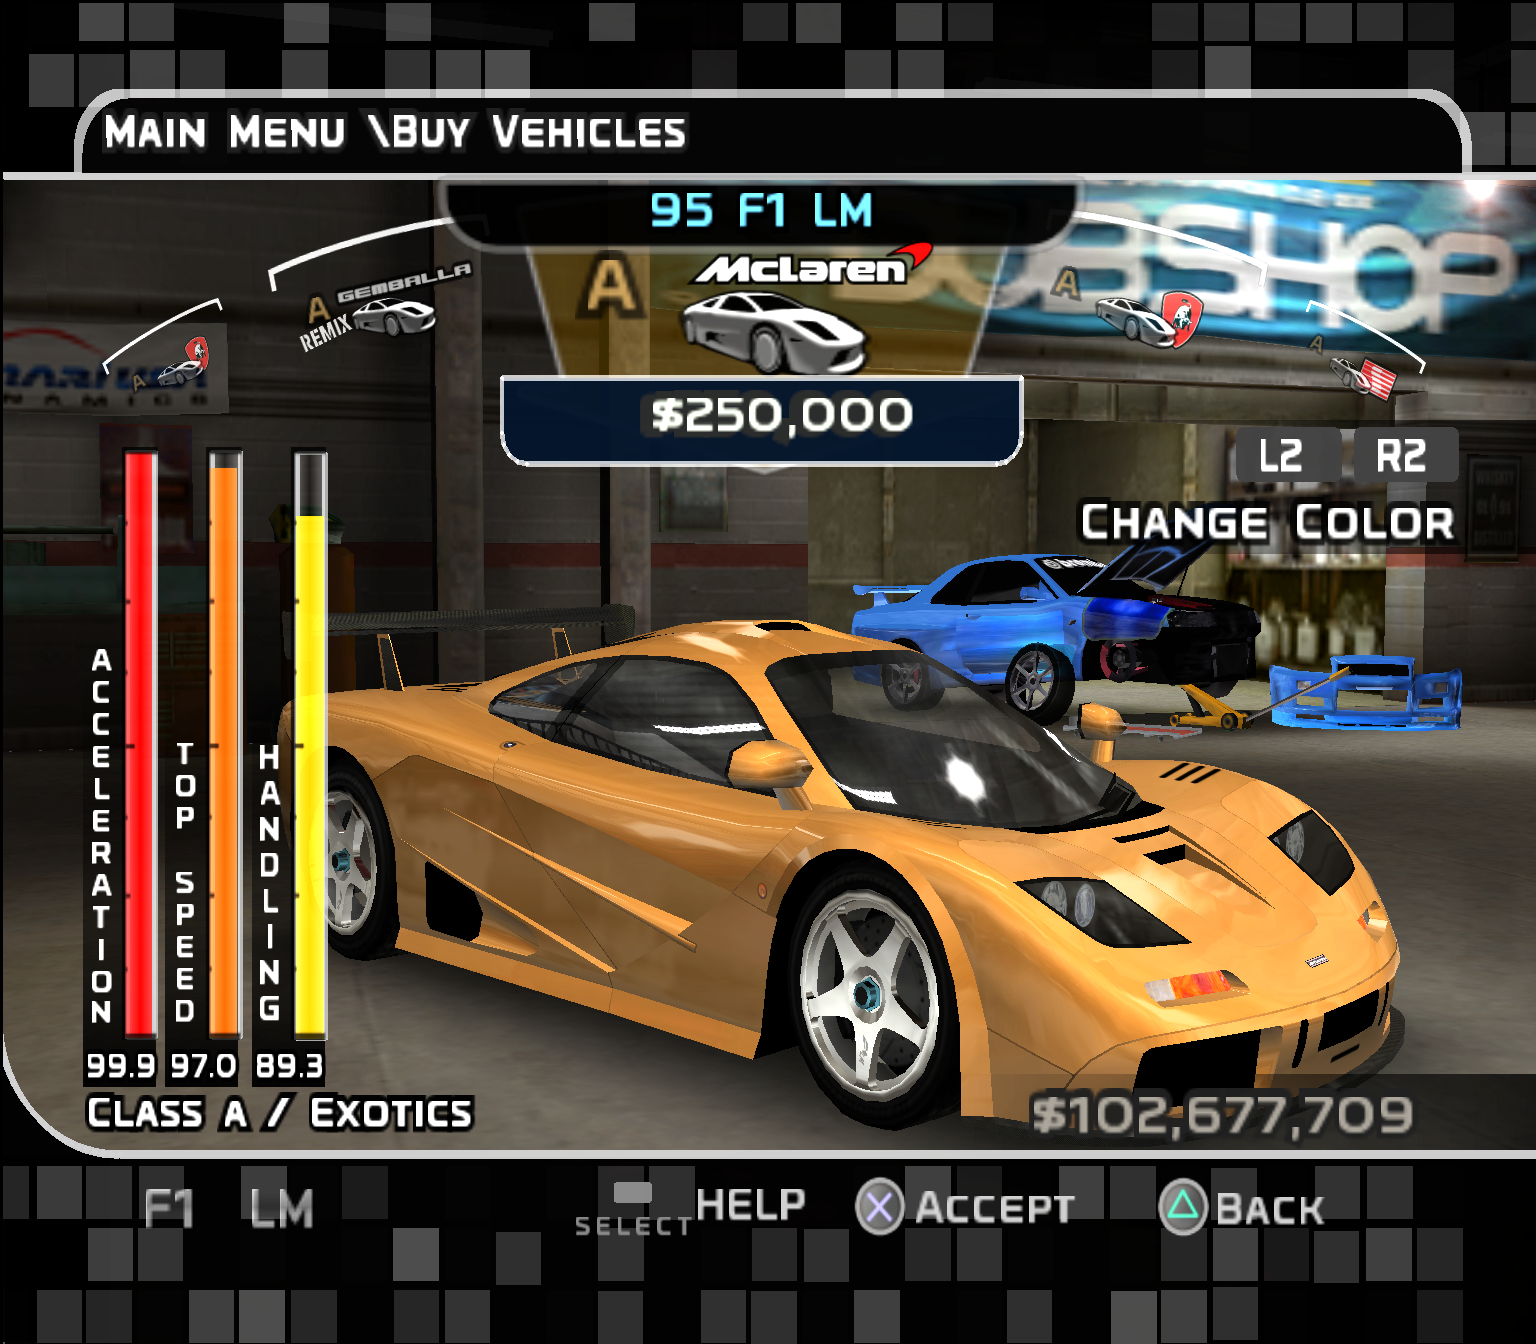 MAIN MENU \BUY VEHICLES
95 F1 LM
A
McLaren
A
GEMBALLA
REMIX
A
A
A
OBSHOP
$250,000
L2
R2
CHANGE COLOR
ACCELERATION
TOP SPEED
HANDLING
99.9
97.0
89.3
CLASS A / EXOTICS
$102,677,709
F1 LM
SELECT
HELP
ACCEPT
BACK